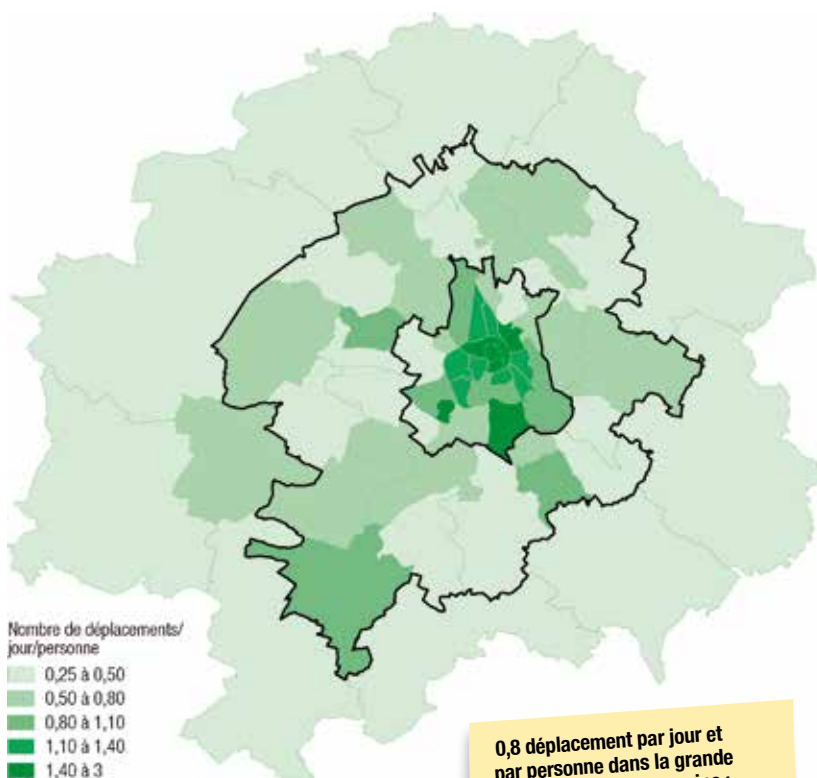 Nombre de déplacements/
jour/personne
0,25 à 0,50
0,50 à 0,80
0,80 à 1,10
1,10 à 1,40
1,40 à 3
0,8 déplacement par jour et
par personne dans la grande